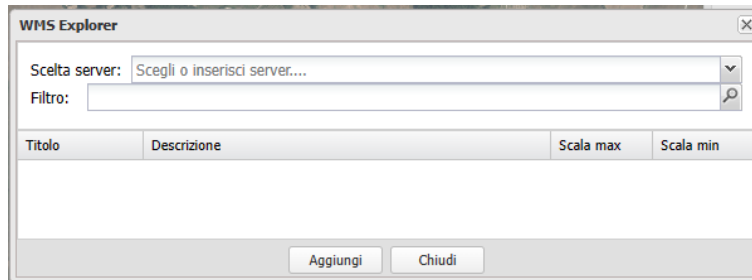 WMS Explorer
Scelta server: Scegli o inserisci server....
Filtro:
Titolo Descrizione Scala max Scala min
Aggiungi Chiudi